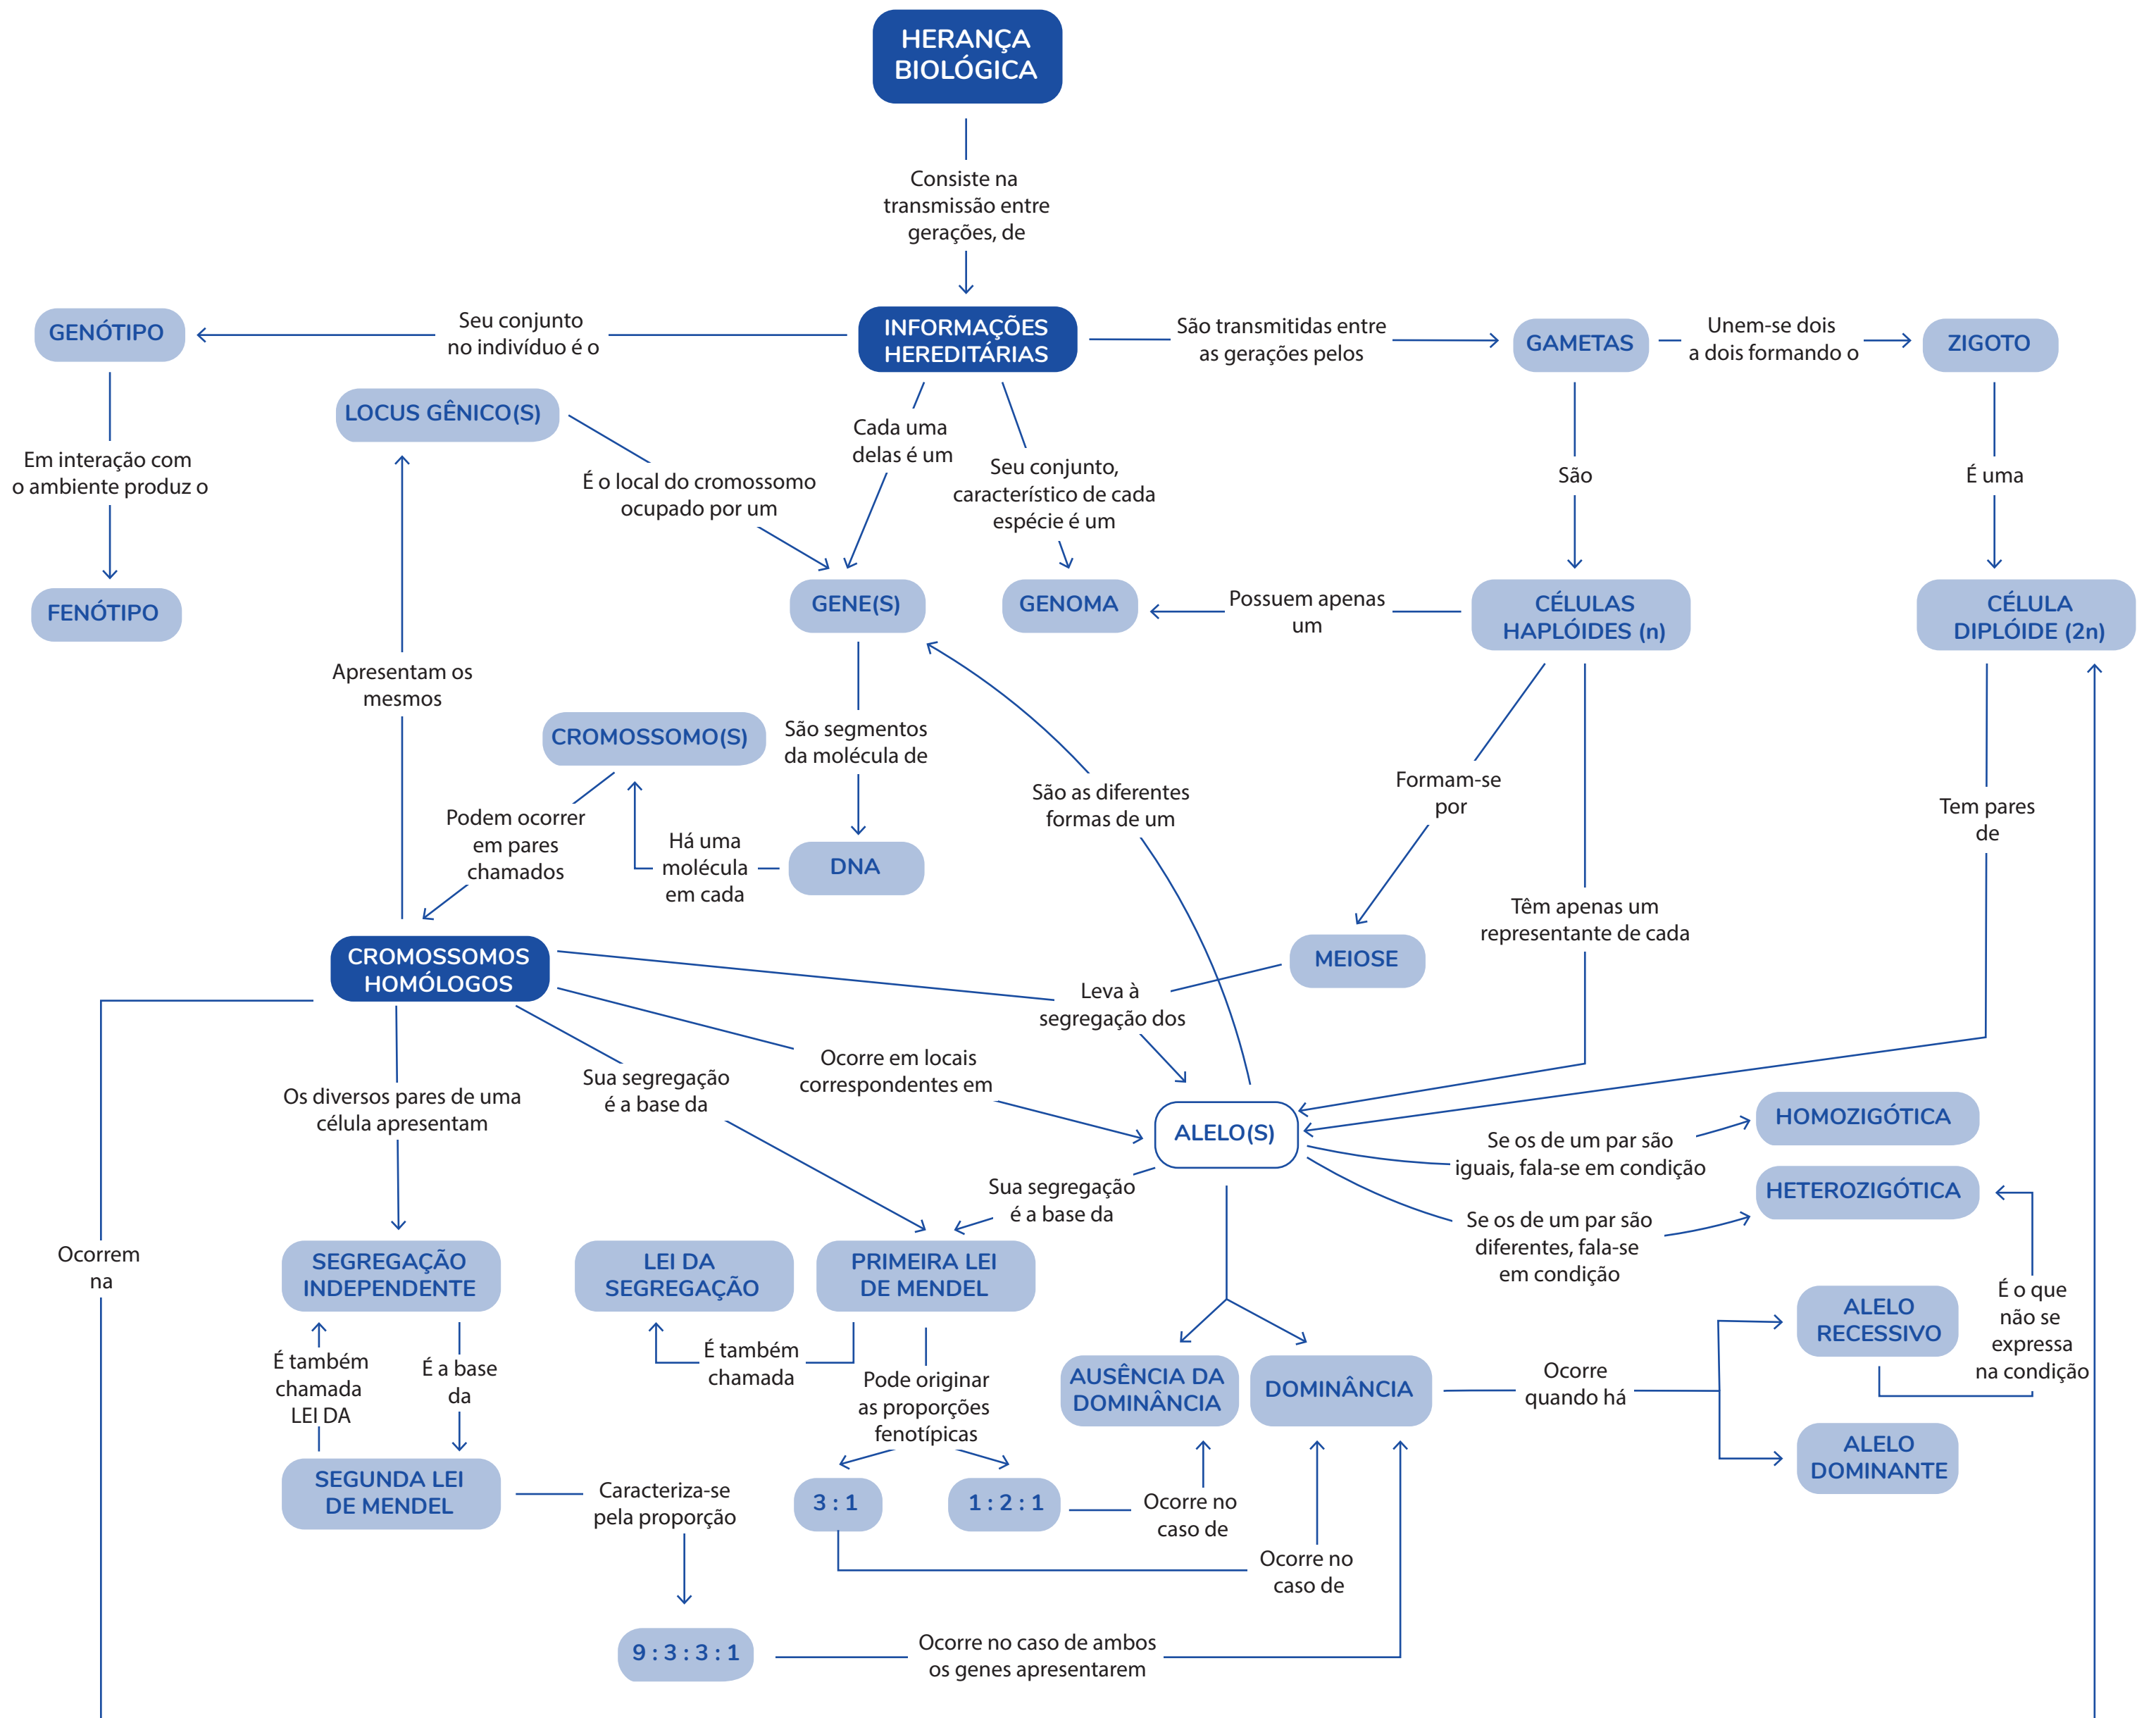 HERANÇA
BIOLÓGICA
Consiste na
transmissão entre
gerações, de
GENÓTIPO
Seu conjunto
no indivíduo é o
INFORMAÇÕES
HEREDITÁRIAS
São transmitidas entre
as gerações pelos
GAMETAS
Unem-se dois
a dois formando o
ZIGOTO
LOCUS GÊNICO(S)
Cada uma
delas é um
Em interação com
o ambiente produz o
É o local do cromossomo
ocupado por um
Seu conjunto,
característico de cada
espécie é um
São
É uma
FENÓTIPO
GENE(S)
GENOMA
Possuem apenas
um
CÉLULAS
HAPLÓIDES (n)
CÉLULA
DIPLÓIDE (2n)
Apresentam os
mesmos
CROMOSSOMO(S)
São segmentos
da molécula de
São as diferentes
formas de um
Formam-se
por
Tem pares
de
Podem ocorrer
em pares
chamados
Há uma
molécula
em cada
DNA
Têm apenas um
representante de cada
CROMOSSOMOS
HOMÓLOGOS
MEIOSE
Leva à
segregação dos
Os diversos pares de uma
célula apresentam
Sua segregação
é a base da
Ocorre em locais
correspondentes em
ALELO(S)
HOMOZIGÓTICA
Se os de um par são
iguais, fala-se em condição
Sua segregação
é a base da
HETEROZIGÓTICA
Se os de um par são
diferentes, fala-se
em condição
Ocorrem
na
SEGREGAÇÃO
INDEPENDENTE
LEI DA
SEGREGAÇÃO
PRIMEIRA LEI
DE MENDEL
É o que
não se
expressa
na condição
ALELO
RECESSIVO
É também
chamada
LEI DA
É a base
da
É também
chamada
Pode originar
as proporções
fenotípicas
AUSÊNCIA DA
DOMINÂNCIA
DOMINÂNCIA
Ocorre
quando há
ALELO
DOMINANTE
SEGUNDA LEI
DE MENDEL
Caracteriza-se
pela proporção
3 : 1
1 : 2 : 1
Ocorre no
caso de
Ocorre no
caso de
9 : 3 : 3 : 1
Ocorre no caso de ambos
os genes apresentarem